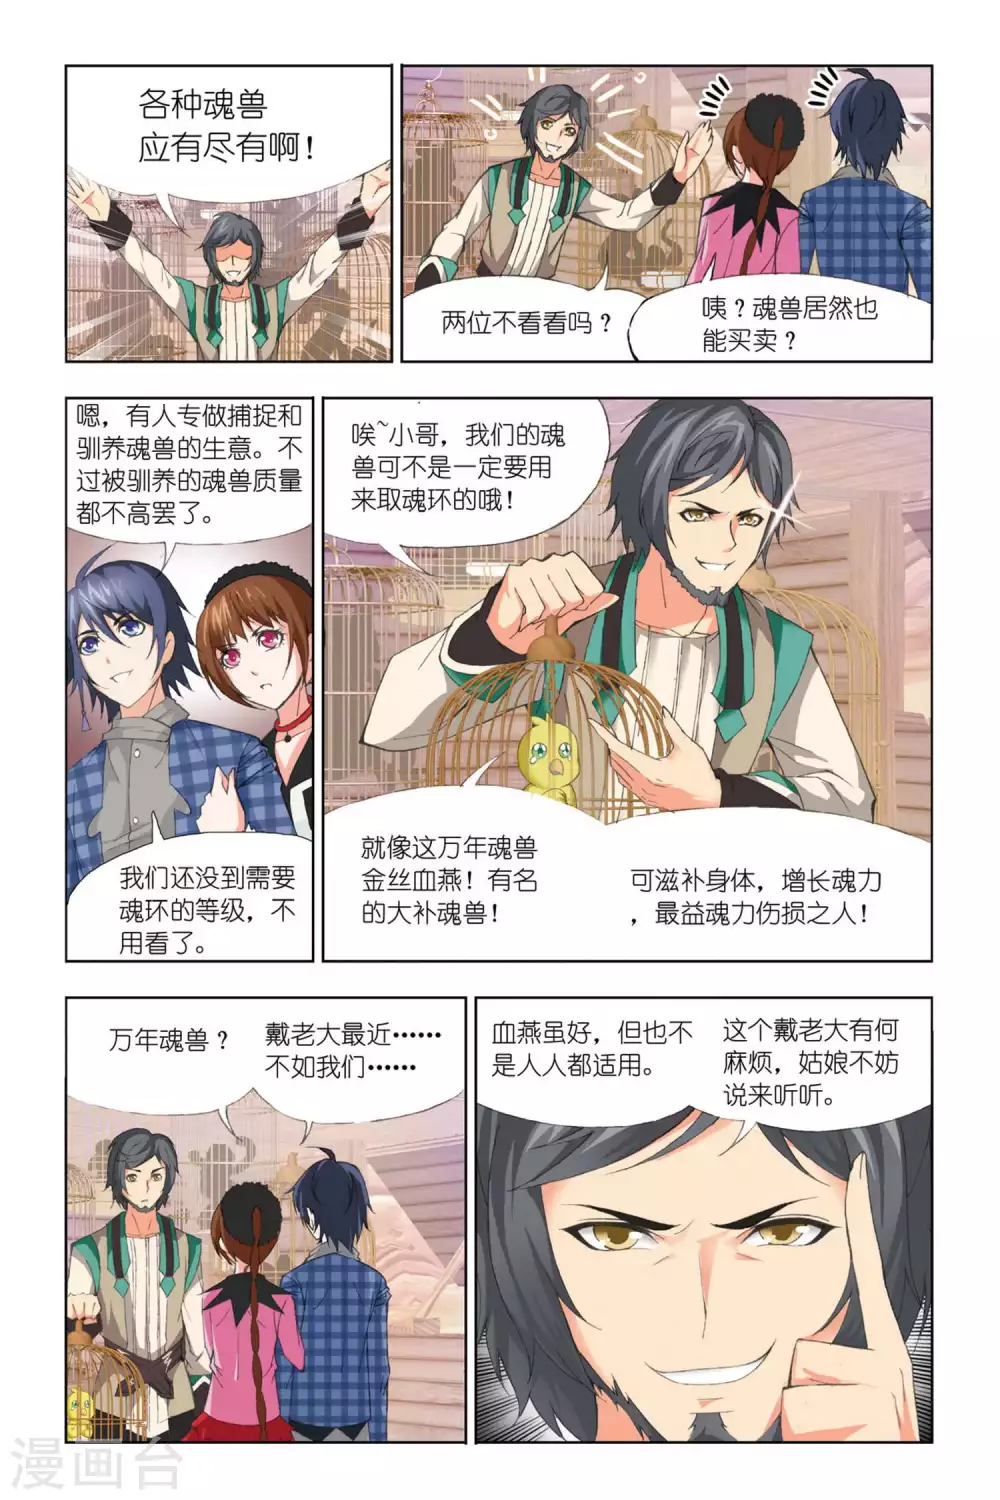 各种魂兽
应有尽有啊！
两位不看看吗？
咦？魂兽居然也
能买卖？
嗯，有人专做捕捉和
驯养魂兽的生意。不
过被驯养的魂兽质量
都不高罢了。
我们还没到需要
魂环的等级，不
用看了。
唉~小哥，我们的魂
兽可不是一定要用
来取魂环的哦！
就像这万年魂兽
金丝血燕！有名
的大补魂兽！
可滋补身体，增长魂力
，最益魂力伤损之人！
万年魂兽？
戴老大最近……
不如我们……
血燕虽好，但也不
是人人都适用。
这个戴老大有何
麻烦，姑娘不妨
说来听听。
漫画台